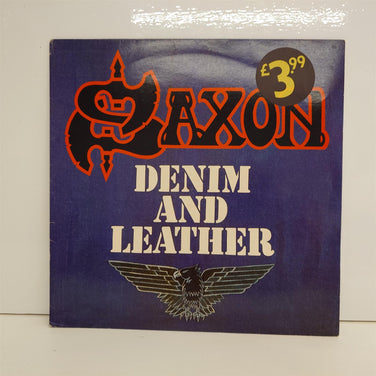 £3.99
SAXON
DENIM
AND
LEATHER